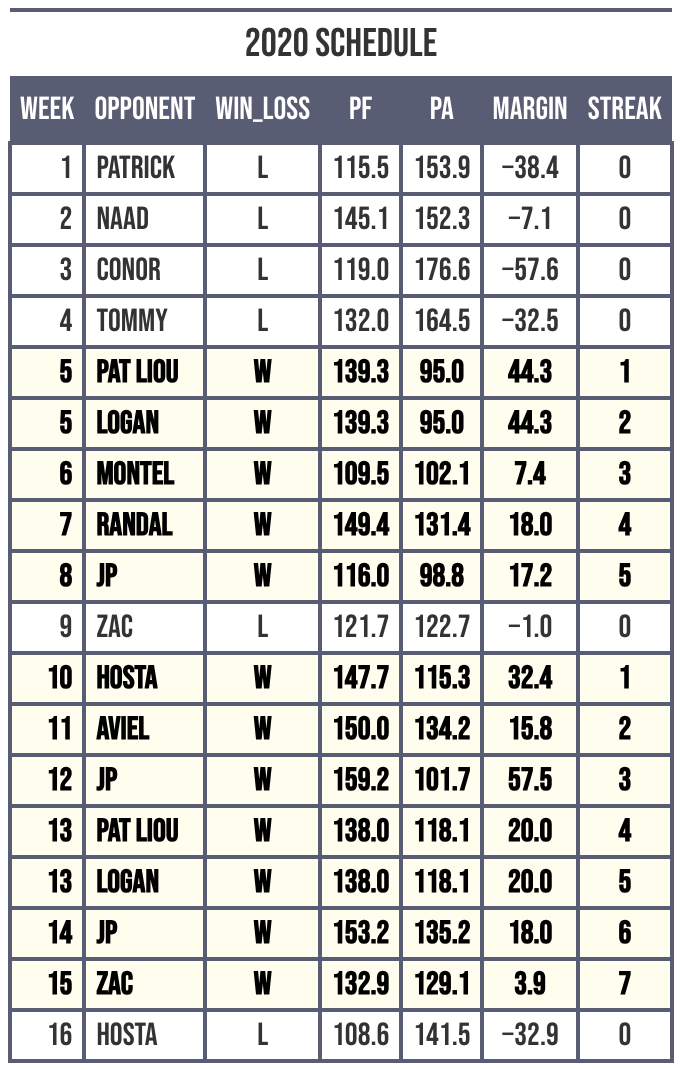 2020 SCHEDULE
WEEK OPPONENT WIN_LOSS PF PA MARGIN STREAK
1 PATRICK L 115.5 153.9 −38.4 0
2 NAAD L 145.1 152.3 −7.1 0
3 CONOR L 119.0 176.6 −57.6 0
4 TOMMY L 132.0 164.5 −32.5 0
5 PAT LIOU W 139.3 95.0 44.3 1
5 LOGAN W 139.3 95.0 44.3 2
6 MONTEL W 109.5 102.1 7.4 3
7 RANDAL W 149.4 131.4 18.0 4
8 JP W 116.0 98.8 17.2 5
9 ZAC L 121.7 122.7 −1.0 0
10 HOSTA W 147.7 115.3 32.4 1
11 AVIEL W 150.0 134.2 15.8 2
12 JP W 159.2 101.7 57.5 3
13 PAT LIOU W 138.0 118.1 20.0 4
13 LOGAN W 138.0 118.1 20.0 5
14 JP W 153.2 135.2 18.0 6
15 ZAC W 132.9 129.1 3.9 7
16 HOSTA L 108.6 141.5 −32.9 0